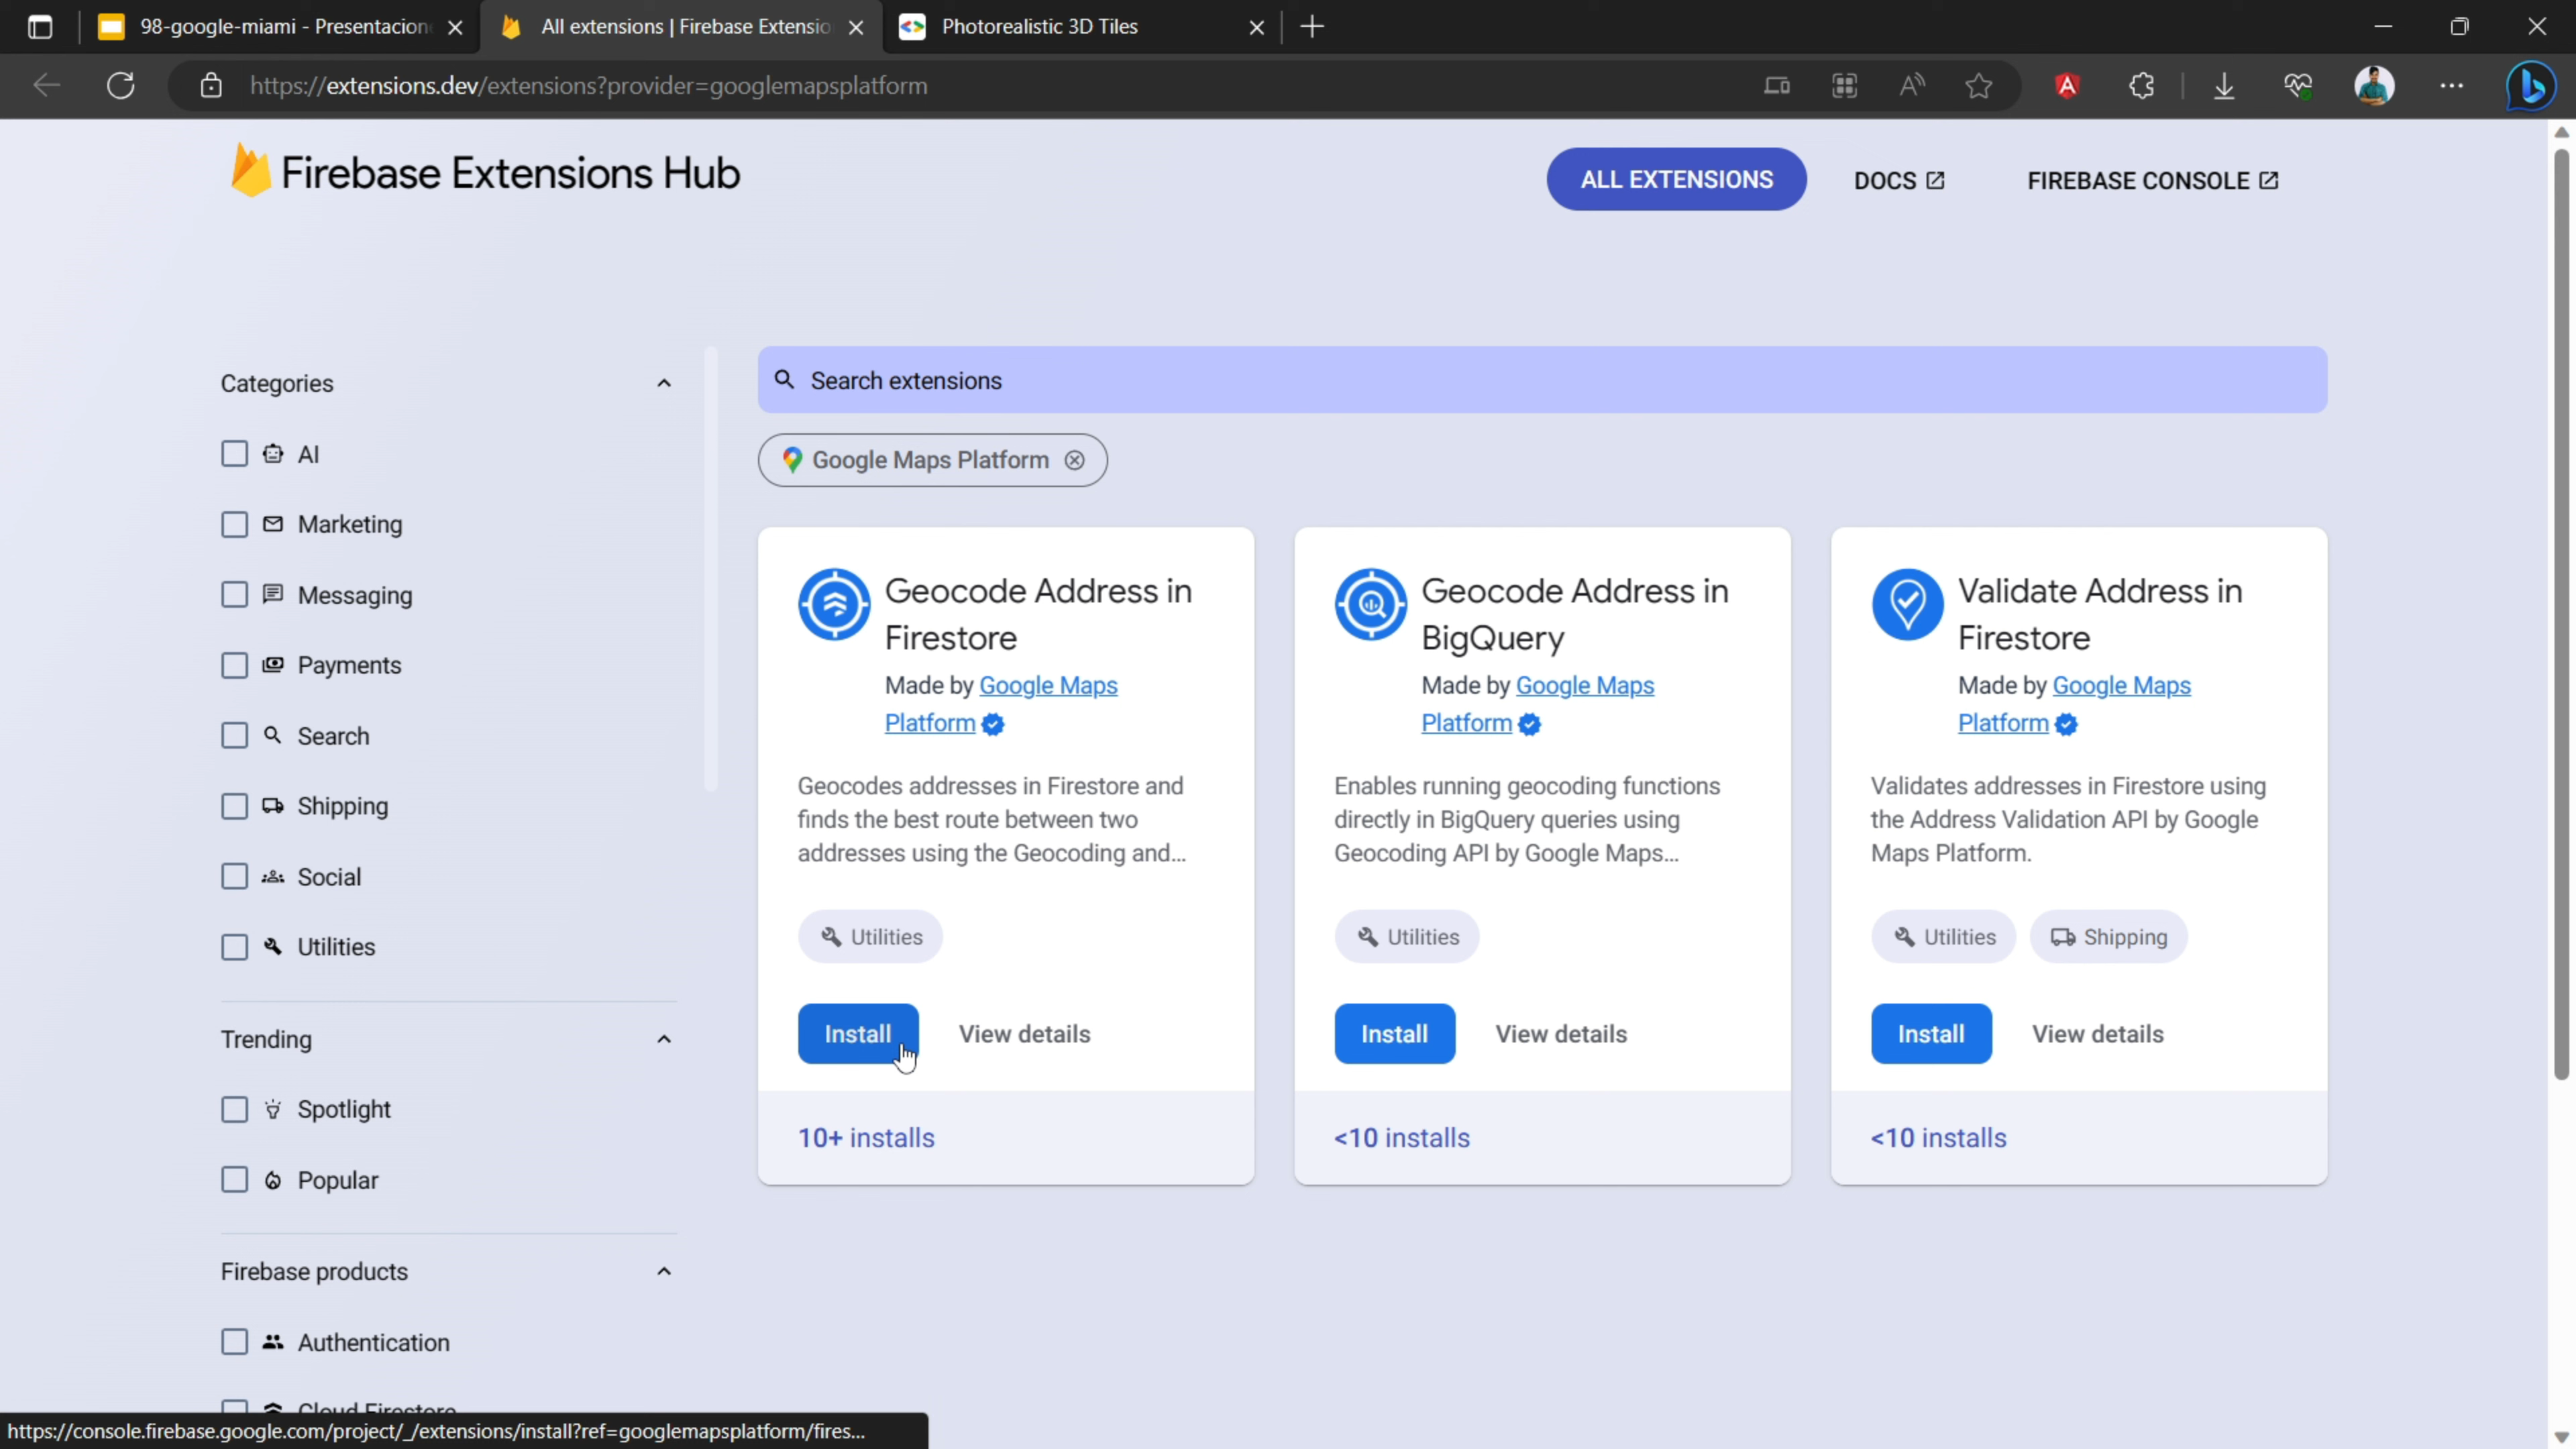 98-google-miami - Presentacion
All extensions | Firebase Extensio
Photorealistic 3D Tiles
https://extensions.dev/extensions?provider=googlemapsplatform
Firebase Extensions Hub
ALL EXTENSIONS
DOCS
FIREBASE CONSOLE
Categories
AI
Marketing
Messaging
Payments
Search
Shipping
Social
Utilities
Trending
Spotlight
Popular
Firebase products
Authentication
Cloud Firestore
Search extensions
Google Maps Platform
Geocode Address in
Firestore
Made by Google Maps
Platform
Geocodes addresses in Firestore and
finds the best route between two
addresses using the Geocoding and...
Utilities
Install
View details
10+ installs
Geocode Address in
BigQuery
Made by Google Maps
Platform
Enables running geocoding functions
directly in BigQuery queries using
Geocoding API by Google Maps...
Utilities
Install
View details
<10 installs
Validate Address in
Firestore
Made by Google Maps
Platform
Validates addresses in Firestore using
the Address Validation API by Google
Maps Platform.
Utilities
Shipping
Install
View details
<10 installs
https://console.firebase.google.com/project/_/extensions/install?ref=googlemapsplatform/fires...